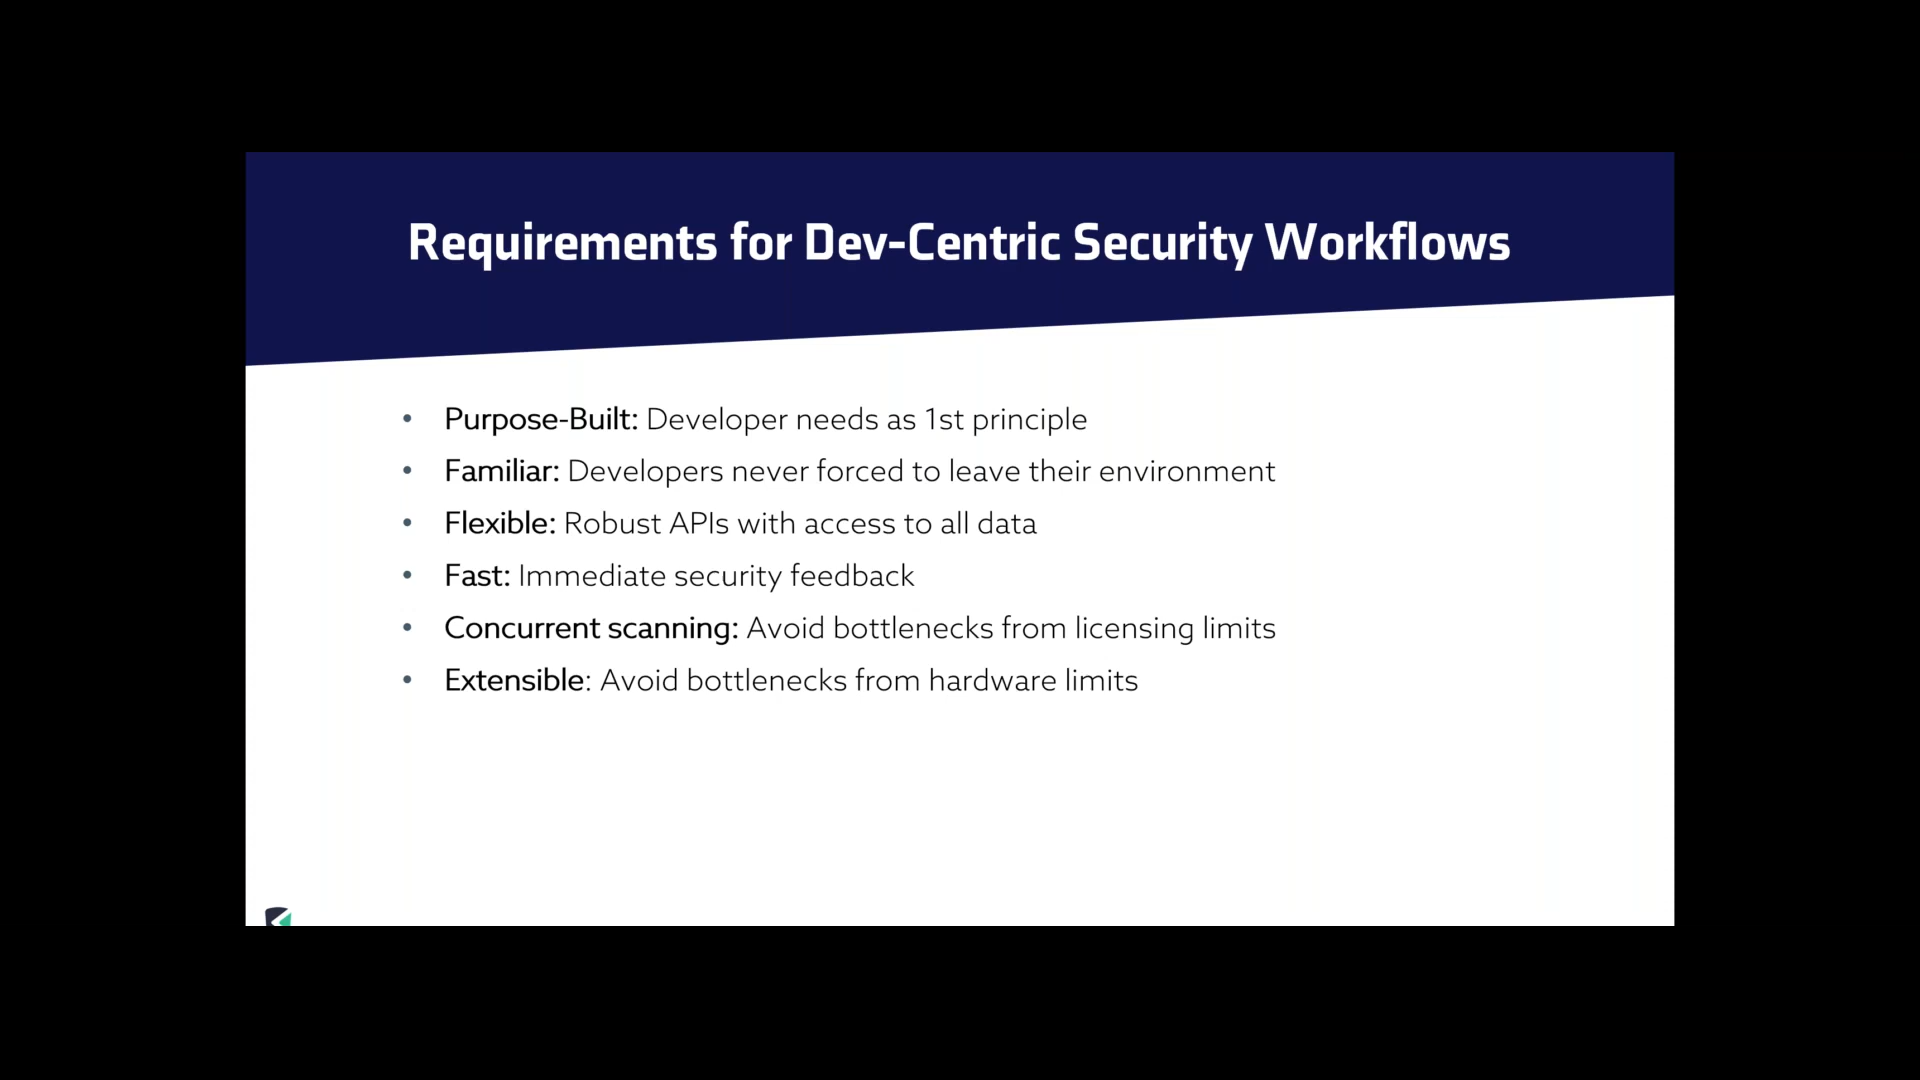 Requirements for Dev-Centric Security Workflows
• Purpose-Built: Developer needs as 1st principle
• Familiar: Developers never forced to leave their environment
• Flexible: Robust APIs with access to all data
• Fast: Immediate security feedback
• Concurrent scanning: Avoid bottlenecks from licensing limits
• Extensible: Avoid bottlenecks from hardware limits